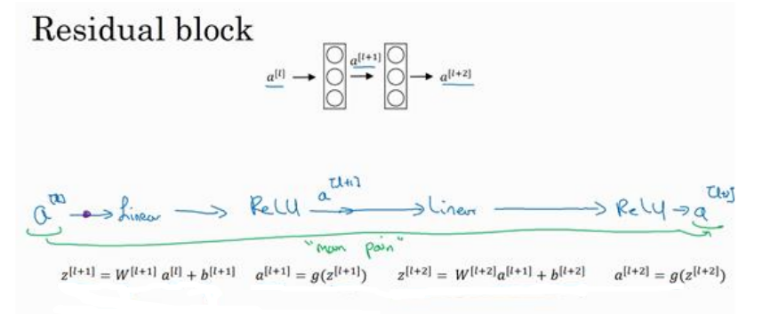 Residual block
a[l] → a[l+1] → a[l+2]
a[l] → Linear → ReLU a[l+1] → Linear → ReLU → a[l+2]
"main path"
z[l+1] = W[l+1] a[l] + b[l+1] a[l+1] = g(z[l+1]) z[l+2] = W[l+2]a[l+1] + b[l+2] a[l+2] = g(z[l+2])